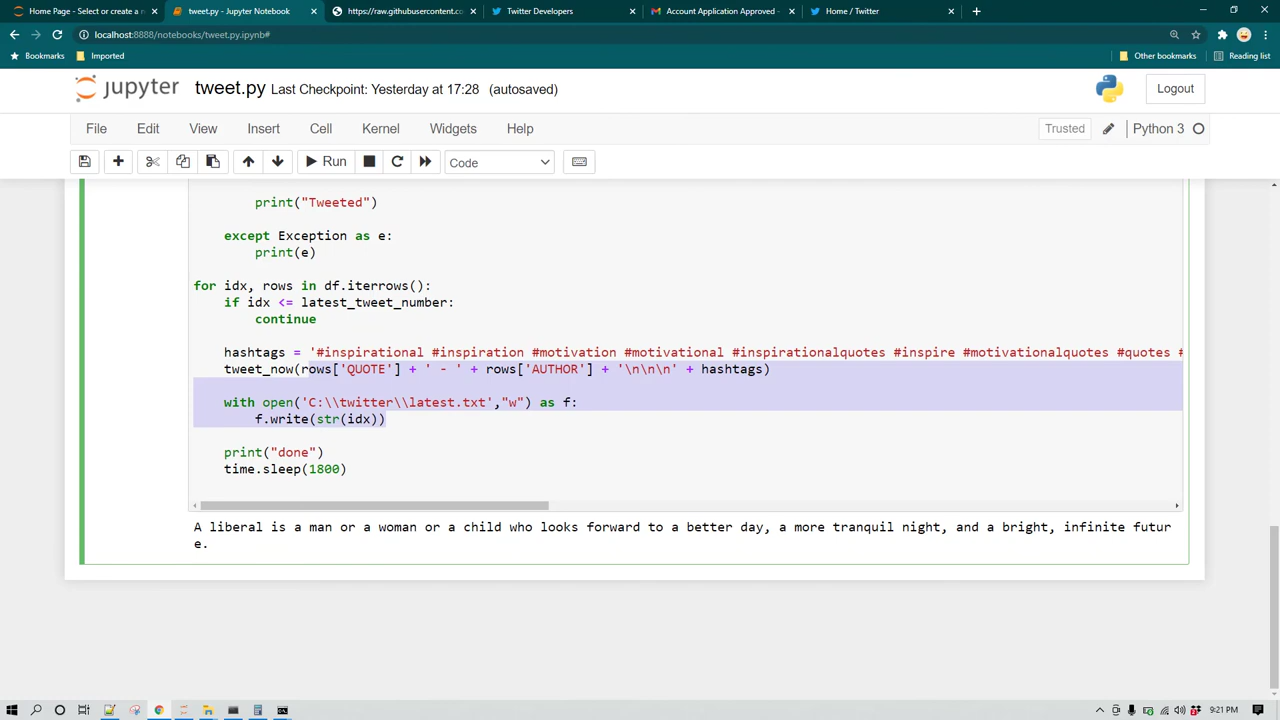 Home Page - Select or create a n
tweet.py - Jupyter Notebook
https://raw.githubusercontent.co
Twitter Developers
Account Application Approved -
Home / Twitter
localhost:8888/notebooks/tweet.py.ipynb#
Bookmarks
Imported
Other bookmarks
Reading list
jupyter
tweet.py Last Checkpoint: Yesterday at 17:28 (autosaved)
Logout
File Edit View Insert Cell Kernel Widgets Help
Trusted
Python 3
Run
Code
print("Tweeted")
except Exception as e:
print(e)
for idx, rows in df.iterrows():
if idx <= latest_tweet_number:
continue
hashtags = '#inspirational #inspiration #motivation #motivational #inspirationalquotes #inspire #motivationalquotes #quotes #
tweet_now(rows['QUOTE'] + ' - ' + rows['AUTHOR'] + '\n\n\n' + hashtags)
with open('C:\\twitter\\latest.txt',"w") as f:
f.write(str(idx))
print("done")
time.sleep(1800)
A liberal is a man or a woman or a child who looks forward to a better day, a more tranquil night, and a bright, infinite futur
e.
9:21 PM